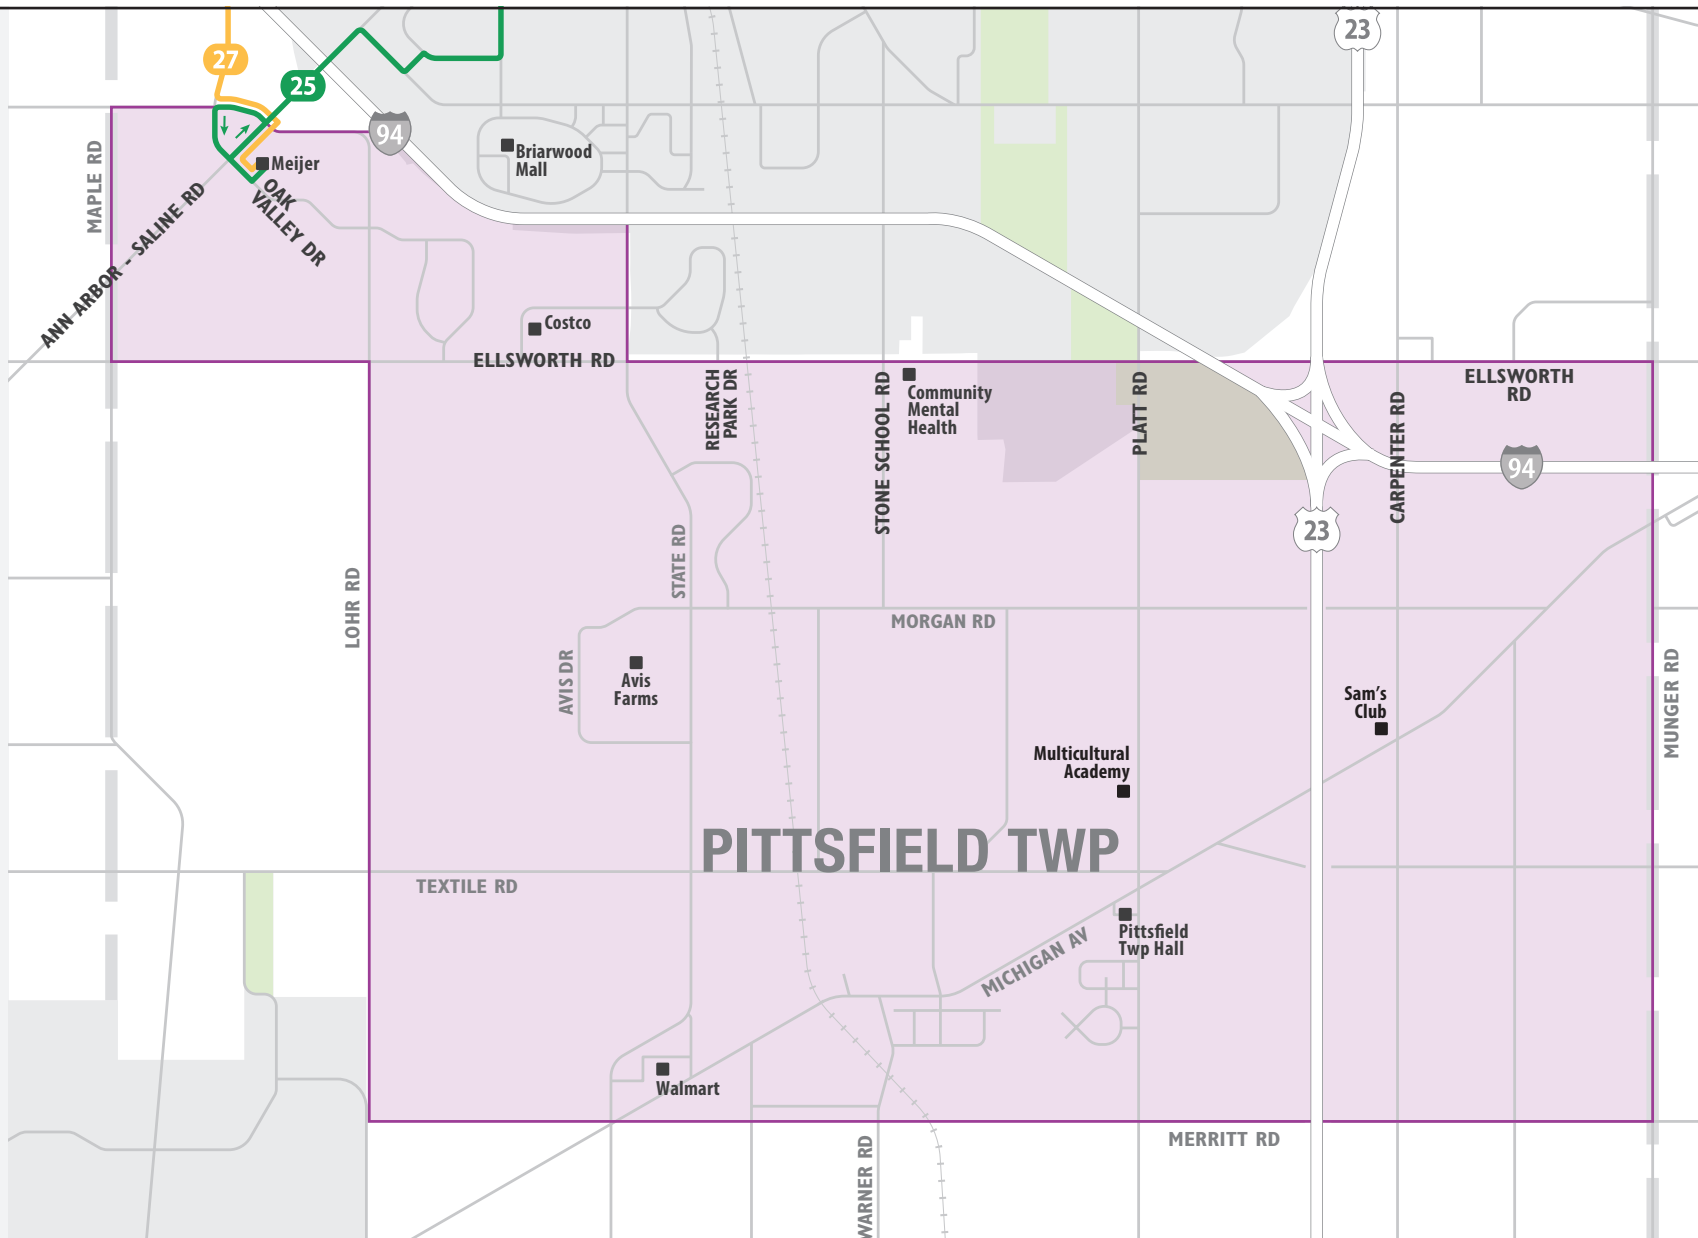 23
27
25
94
Briarwood
Mall
Meijer
MAPLE RD
OAK
VALLEY DR
ANN ARBOR - SALINE RD
Costco
ELLSWORTH RD
RESEARCH
PARK DR
STONE SCHOOL RD
Community
Mental
Health
PLATT RD
CARPENTER RD
ELLSWORTH
RD
94
23
STATE RD
LOHR RD
MORGAN RD
AVIS DR
Avis
Farms
Sam's
Club
MUNGER RD
Multicultural
Academy
PITTSFIELD TWP
TEXTILE RD
Pittsfield
Twp Hall
MICHIGAN AV
Walmart
MERRITT RD
WARNER RD